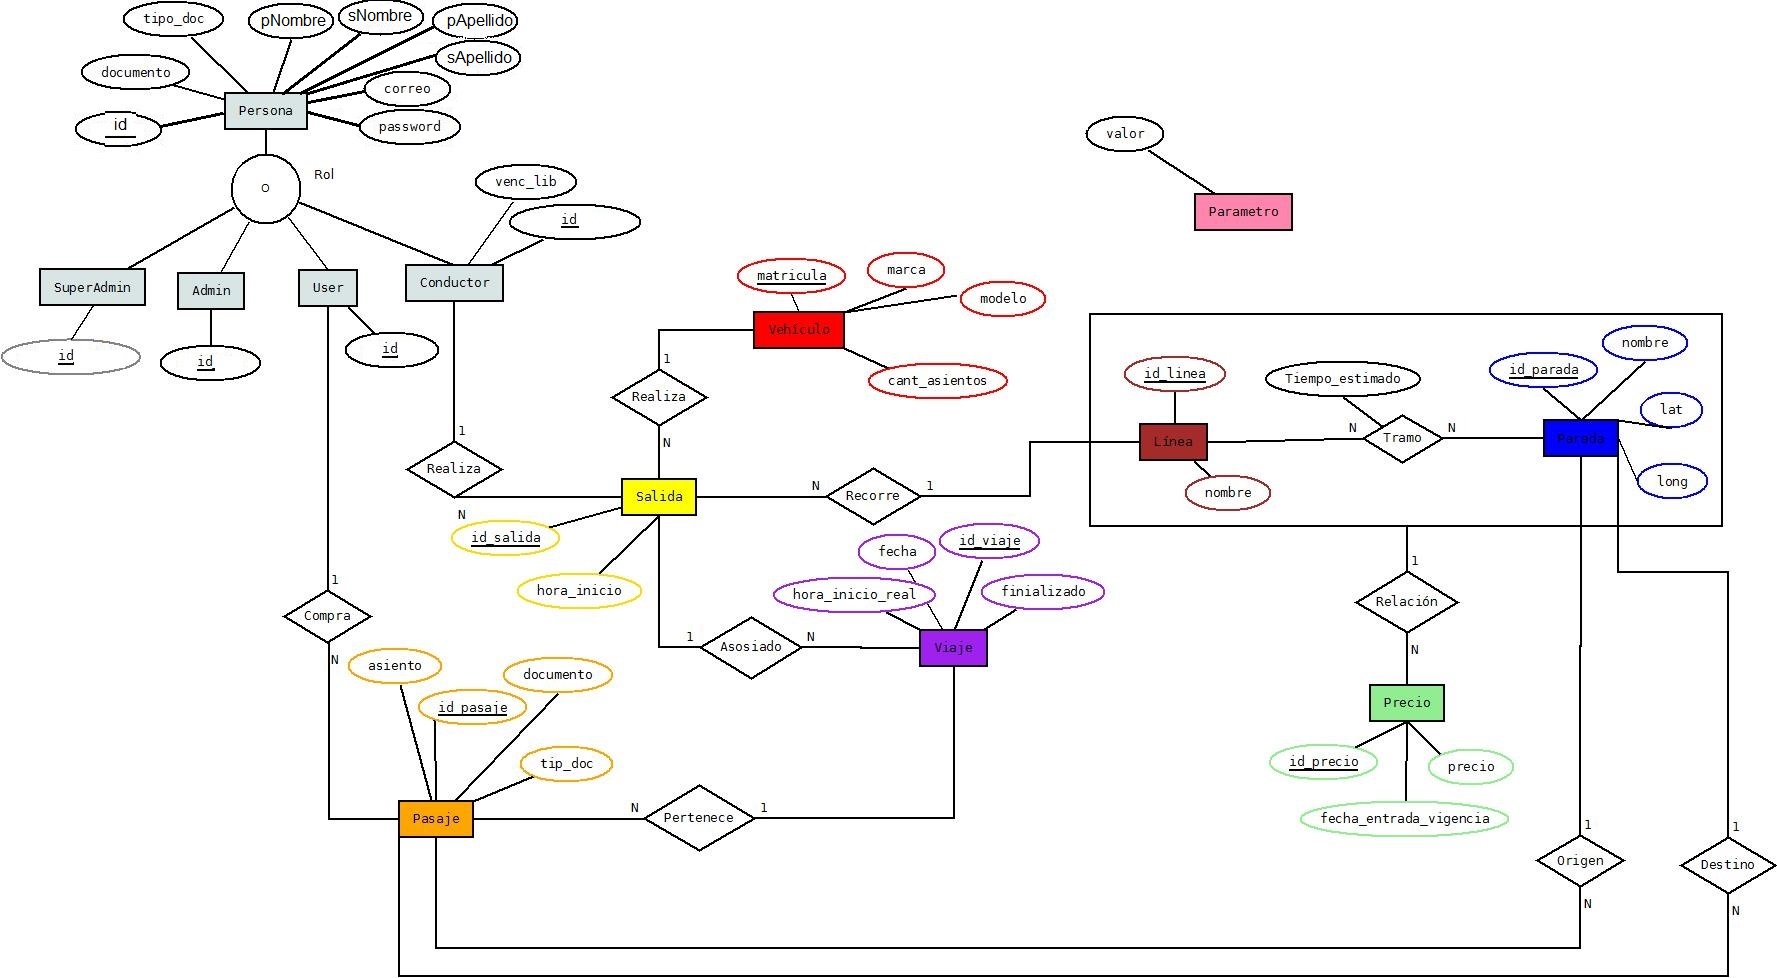 tipo_doc
pNombre
sNombre
pApellido
sApellido
documento
correo
id
Persona
password
Rol
O
venc_lib
id
SuperAdmin
Admin
User
Conductor
id
id
id
valor
Parametro
matricula
marca
modelo
Vehículo
cant_asientos
1
Realiza
N
1
Realiza
N
Salida
id_salida
hora_inicio
N
Recorre
1
id_linea
Línea
nombre
Tiempo_estimado
N
Tramo
N
id_parada
nombre
Parada
lat
long
fecha
id_viaje
hora_inicio_real
finializado
1
Asosiado
N
Viaje
1
Compra
N
asiento
documento
id_pasaje
tip_doc
Pasaje
N
Pertenece
1
1
Relación
N
Precio
id_precio
precio
fecha_entrada_vigencia
1
Origen
N
1
Destino
N